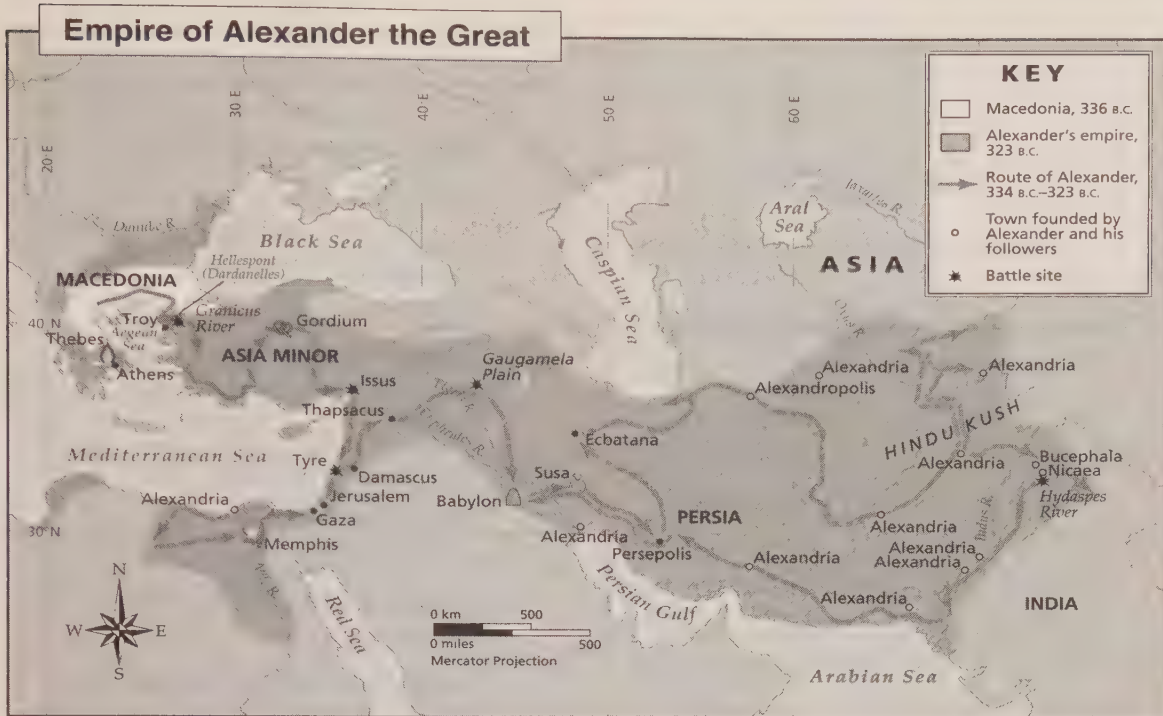 Empire of Alexander the Great
KEY
Macedonia, 336 B.C.
Alexander's empire,
323 B.C.
Route of Alexander,
334 B.C.–323 B.C.
Town founded by
Alexander and his
followers
Battle site
20 E
30 E
40 E
50 E
60 E
Danube R.
Black Sea
Hellespont
(Dardanelles)
MACEDONIA
Aral
Sea
Jaxartes R.
Caspian Sea
ASIA
40 N
Troy
Granicus
River
Aegean
Sea
Thebes
Athens
Gordium
ASIA MINOR
Gaugamela
Plain
Oxus R.
Issus
Tigris R.
Alexandria
Alexandria
Alexandropolis
Thapsacus
Euphrates R.
Ecbatana
HINDU KUSH
Mediterranean Sea
Tyre
Damascus
Susa
Alexandria
Bucephala
Nicaea
Hydaspes
River
Alexandria
Jerusalem
Babylon
30 N
Gaza
Memphis
Alexandria
PERSIA
Alexandria
Indus R.
Persepolis
Alexandria
Alexandria
Alexandria
Nile R.
Red Sea
Persian Gulf
Alexandria
INDIA
N
W
E
S
0 km 500
0 miles 500
Mercator Projection
Arabian Sea